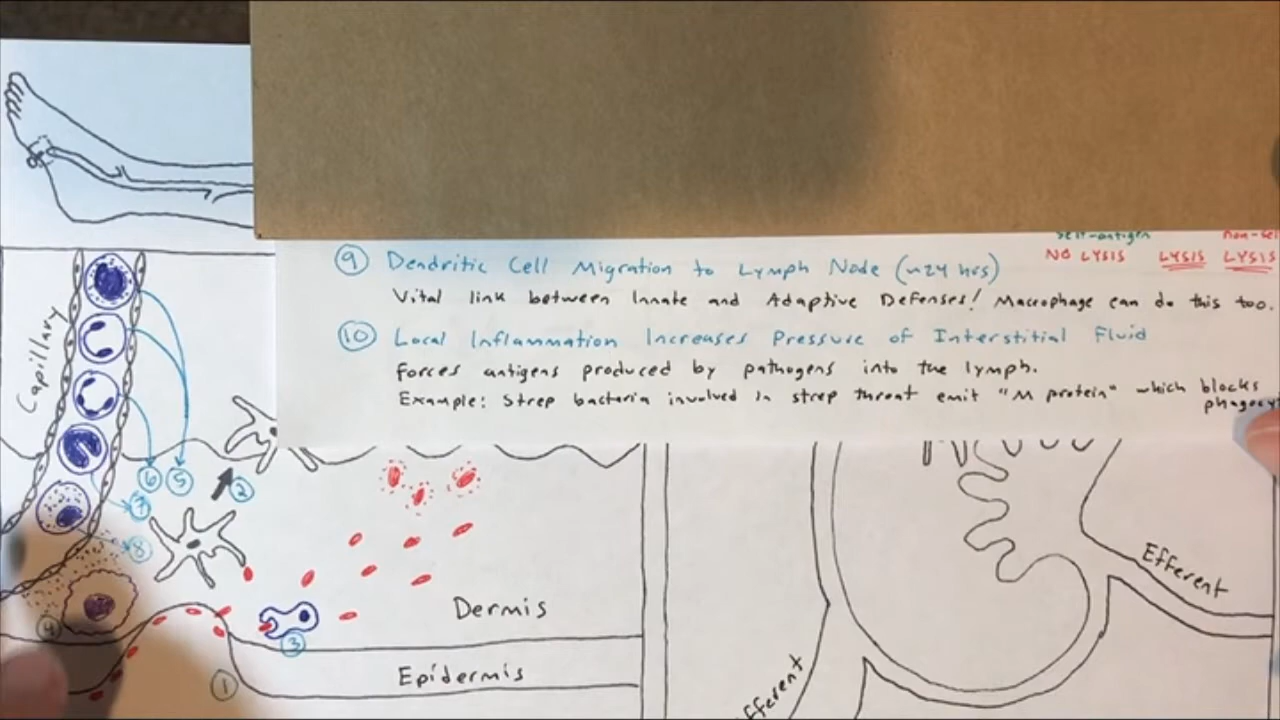 self-antigen
NO LYSIS LYSIS LYSIS
9 Dendritic Cell Migration to Lymph Node (~24 hrs)
Vital link between Innate and Adaptive Defenses! Macrophage can do this too.
10 Local Inflammation Increases Pressure of Interstitial Fluid
Forces antigens produced by pathogens into the lymph.
Example: Strep bacteria involved in strep throat emit "M protein" which blocks
Capillary
6 5 2
7
8
Efferent
Dermis
4
3
Epidermis
1